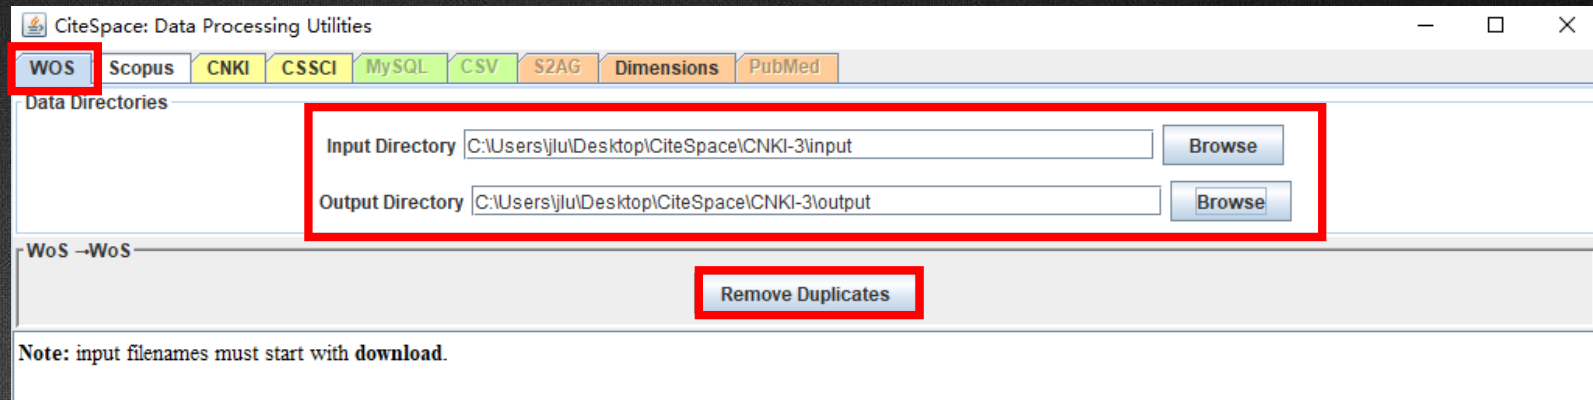 CiteSpace: Data Processing Utilities
WOS Scopus CNKI CSSCI MySQL CSV S2AG Dimensions PubMed
Data Directories
Input Directory C:\Users\jlu\Desktop\CiteSpace\CNKI-3\input Browse
Output Directory C:\Users\jlu\Desktop\CiteSpace\CNKI-3\output Browse
WoS →WoS
Remove Duplicates
Note: input filenames must start with download.